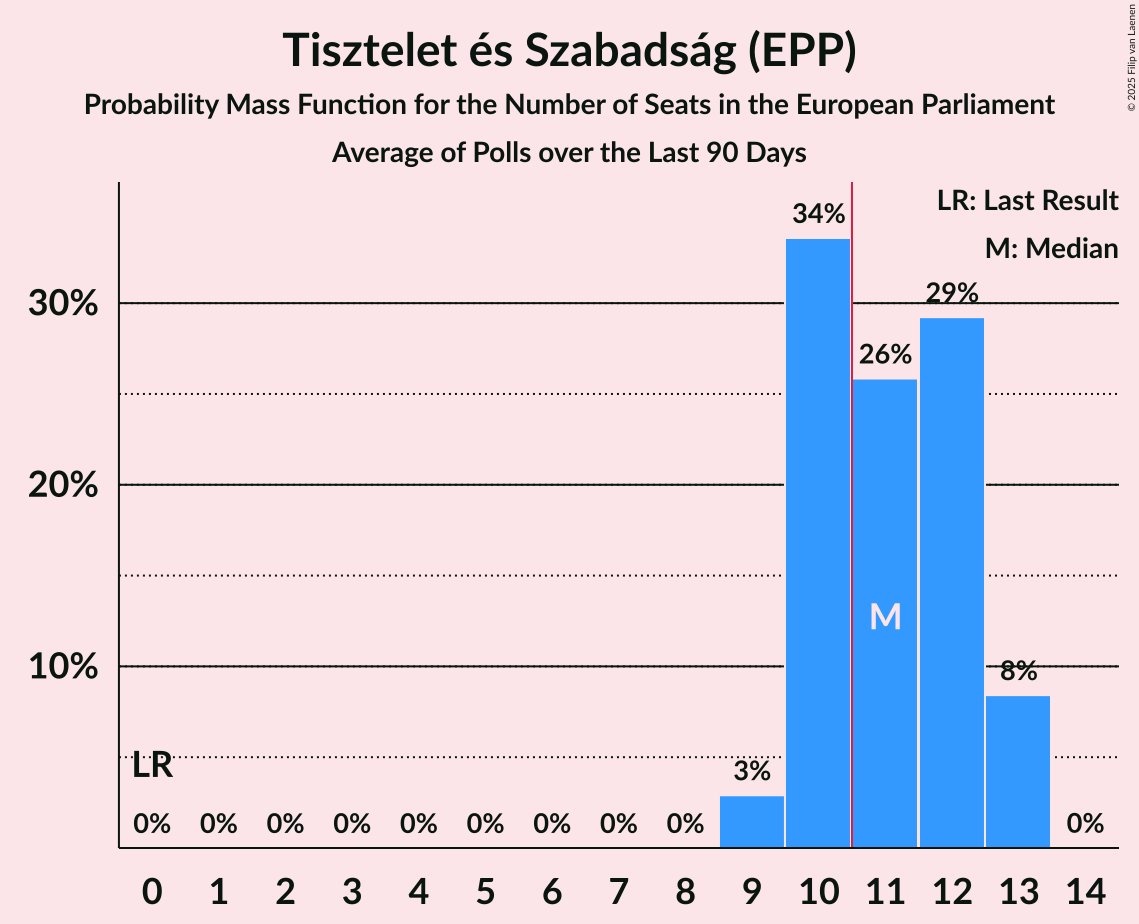 Tisztelet és Szabadság (EPP)
Probability Mass Function for the Number of Seats in the European Parliament
Average of Polls over the Last 90 Days
© 2025 Filip van Laenen
LR: Last Result
M: Median
34%
29%
26%
8%
3%
30%
20%
10%
M
LR
0% 0% 0% 0% 0% 0% 0% 0% 0% 0%
0 1 2 3 4 5 6 7 8 9 10 11 12 13 14